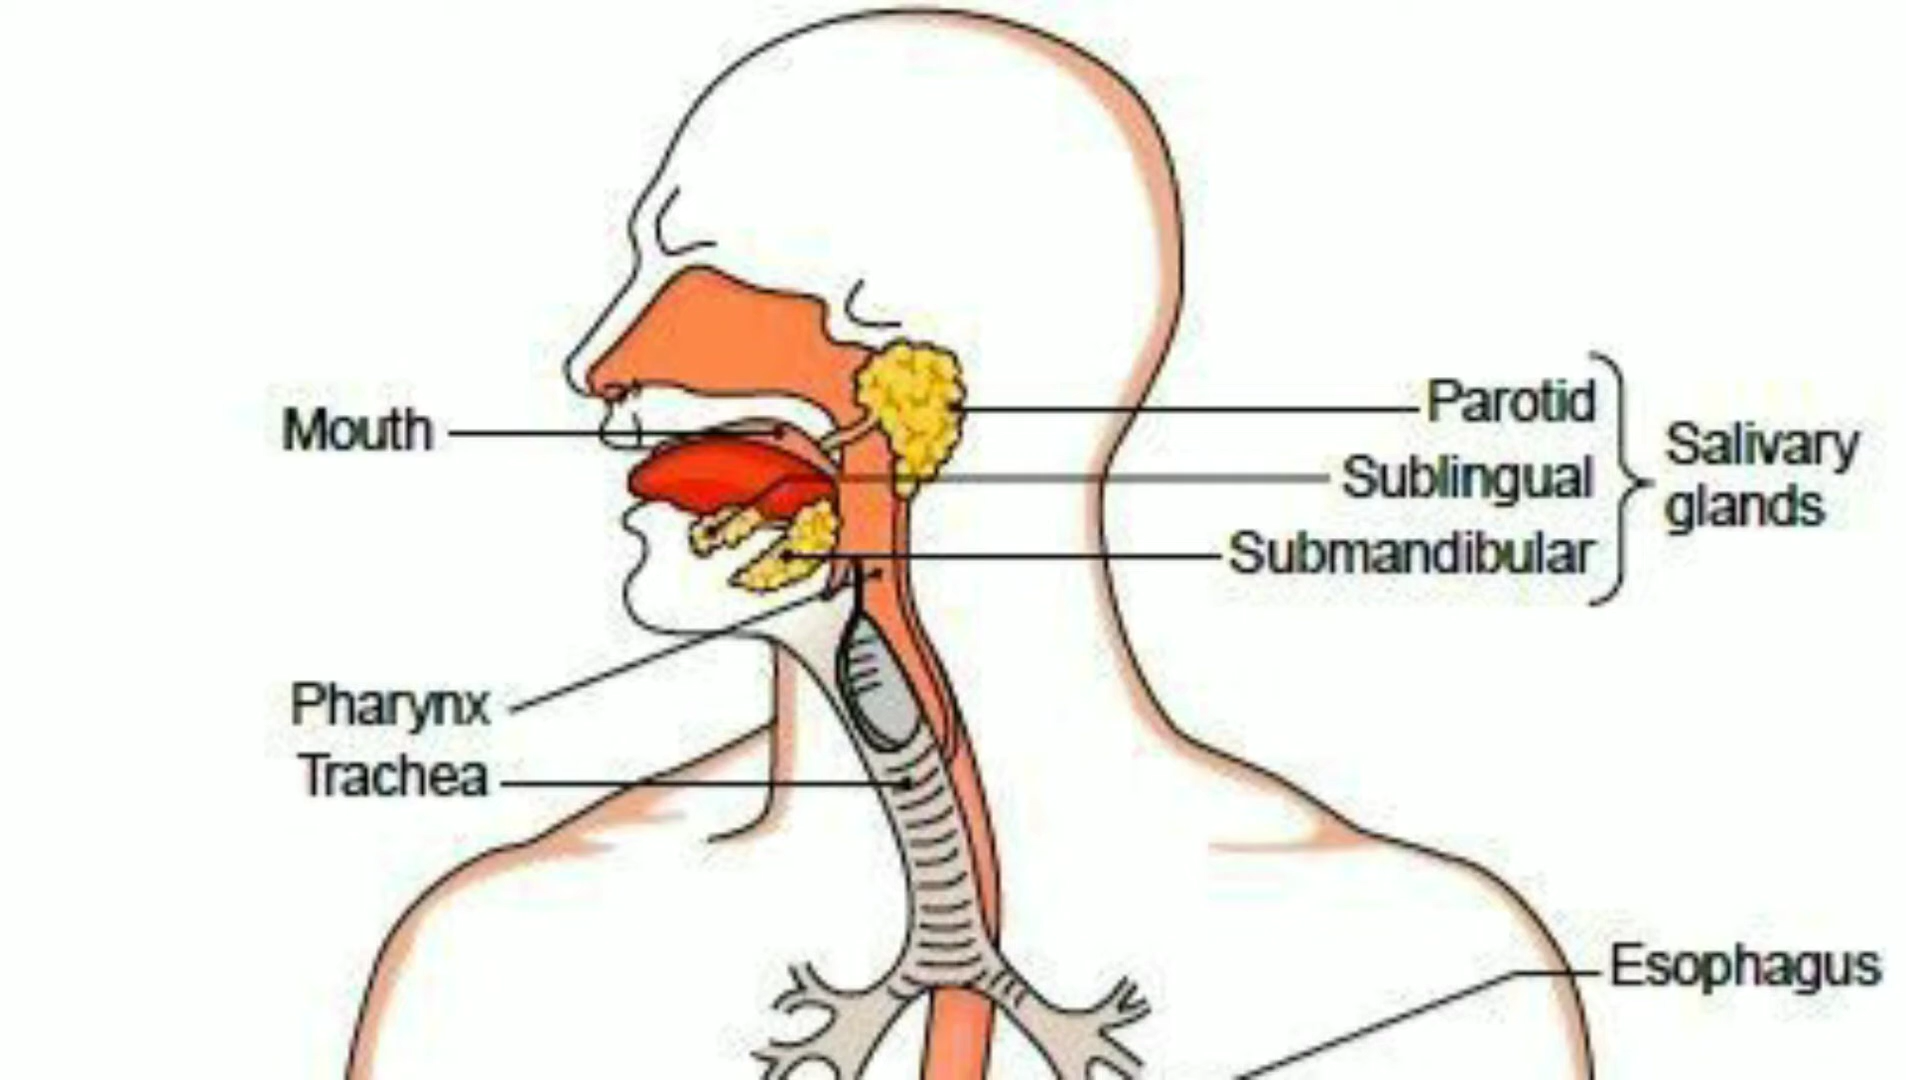 Mouth
Parotid
Sublingual
Submandibular
Salivary
glands
Pharynx
Trachea
Esophagus